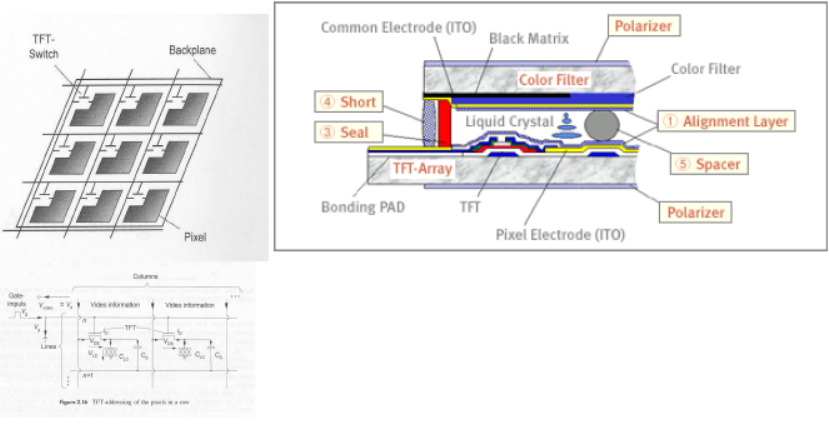 TFT-
Switch
Backplane
Pixel
Common Electrode (ITO)
Black Matrix
Polarizer
Color Filter
Color Filter
④ Short
Liquid Crystal
① Alignment Layer
③ Seal
⑤ Spacer
TFT-Array
Bonding PAD
TFT
Polarizer
Pixel Electrode (ITO)
Columns
Gate-
inputs
Video information
Video information
TFT
Lines
n
n+1
Figure 2.16 TFT addressing of the pixels in a row